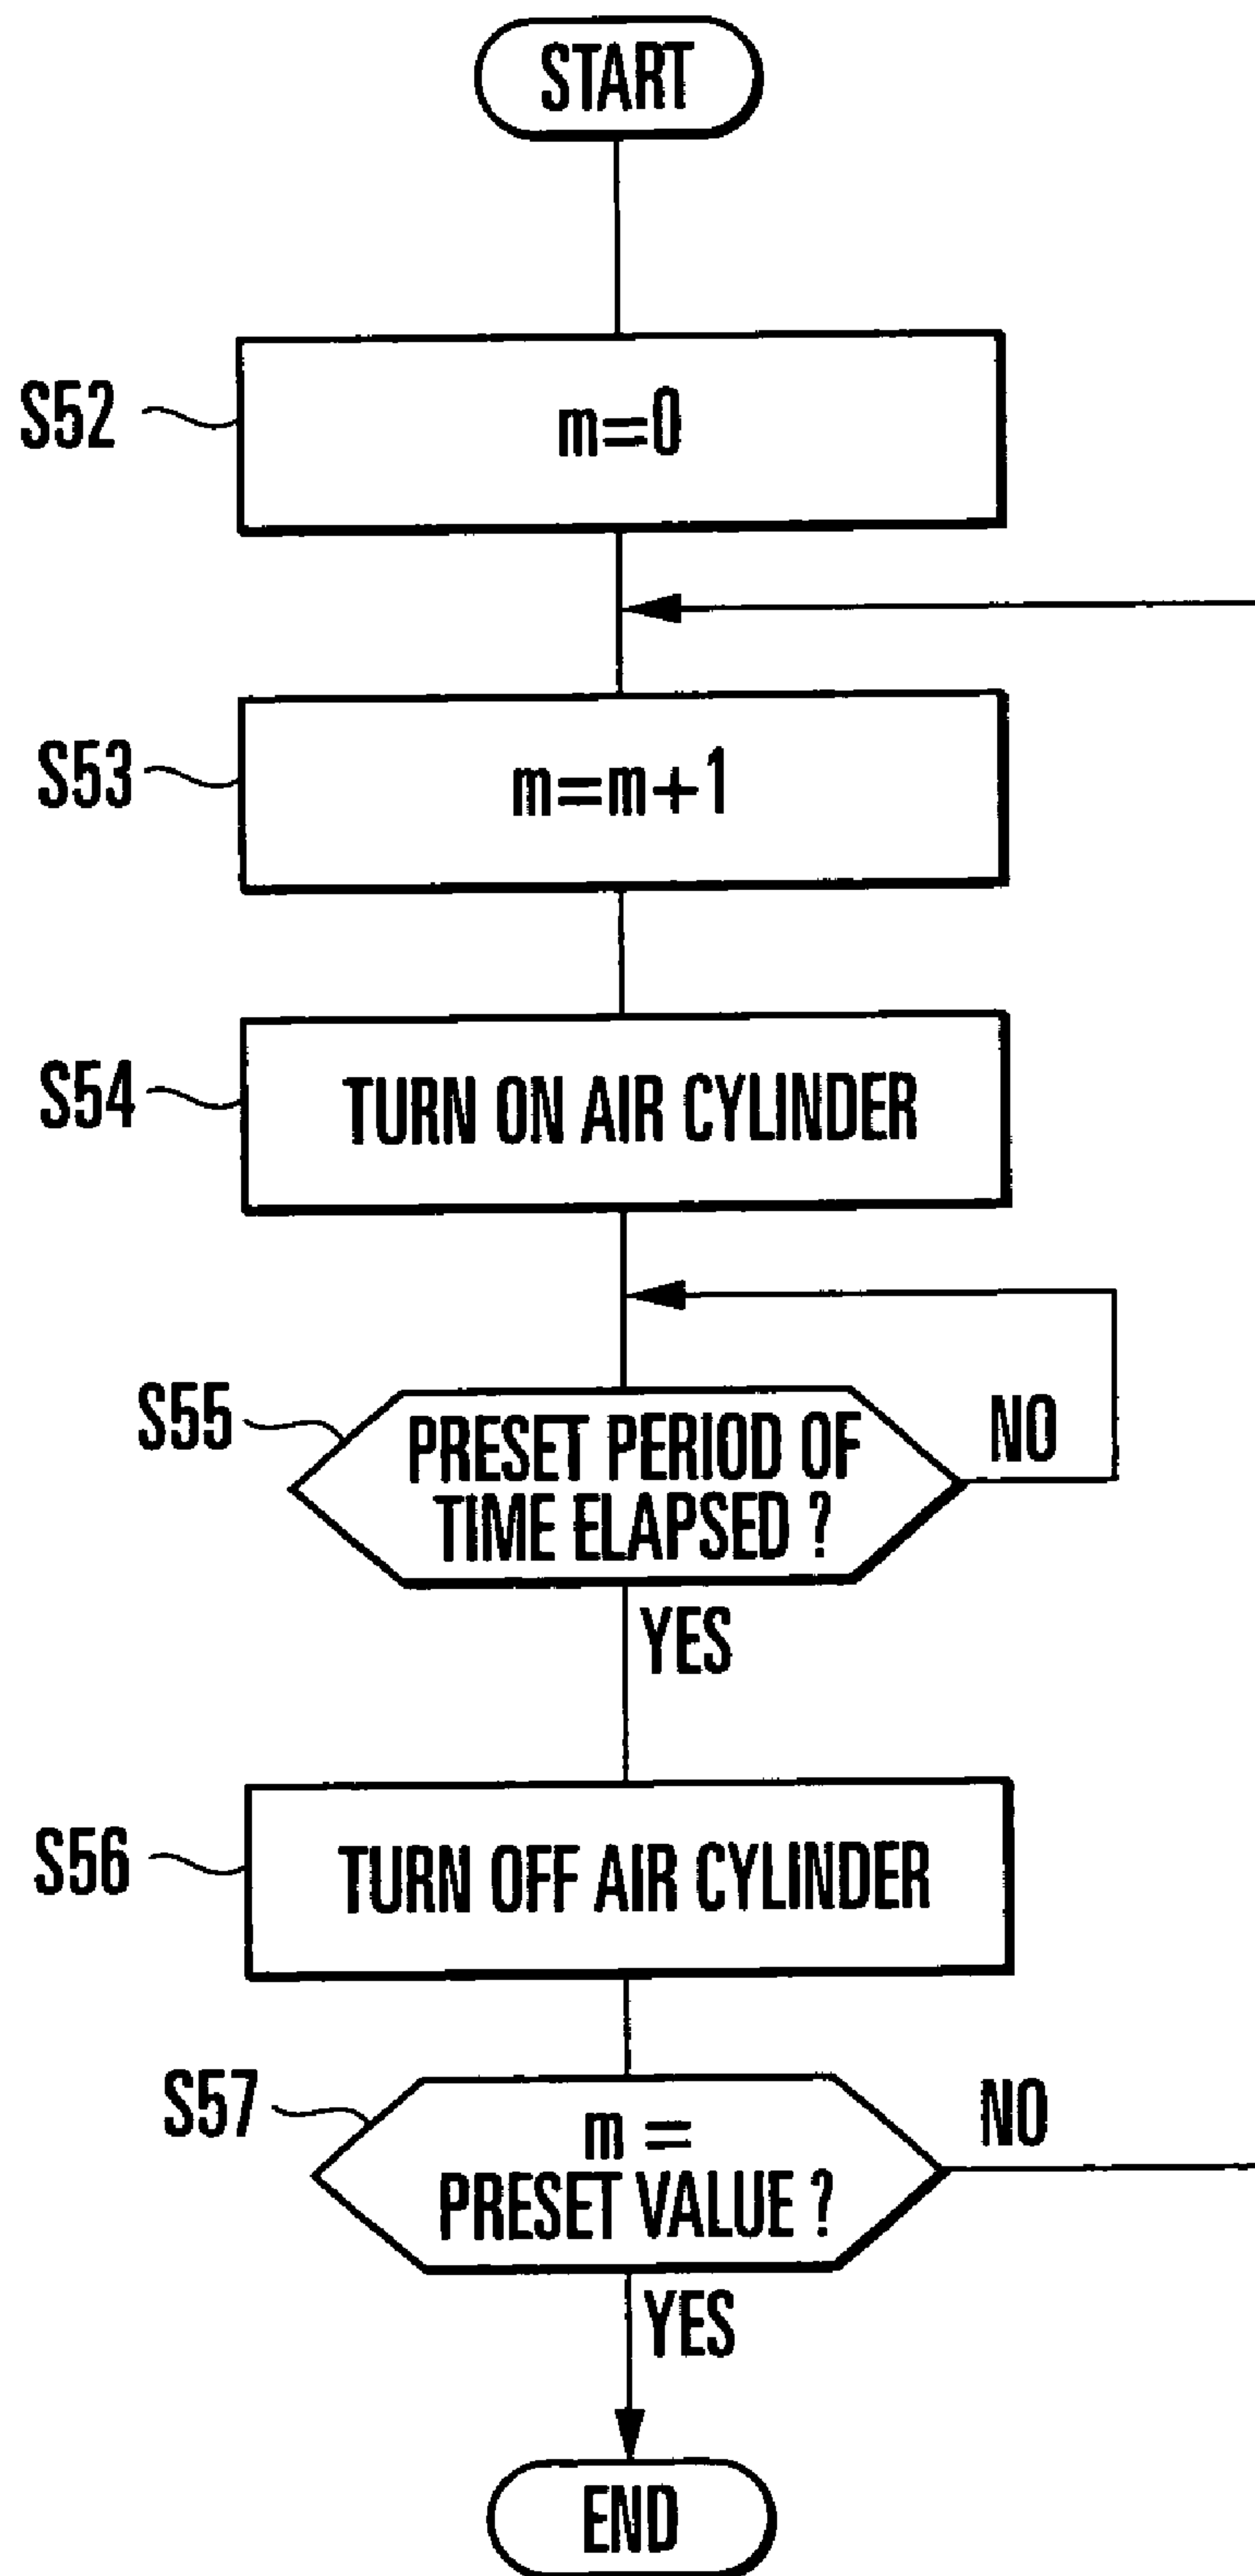 START
S52
m=0
S53
m=m+1
S54
TURN ON AIR CYLINDER
S55
PRESET PERIOD OF
TIME ELAPSED ?
NO
YES
S56
TURN OFF AIR CYLINDER
S57
m =
PRESET VALUE ?
NO
YES
END